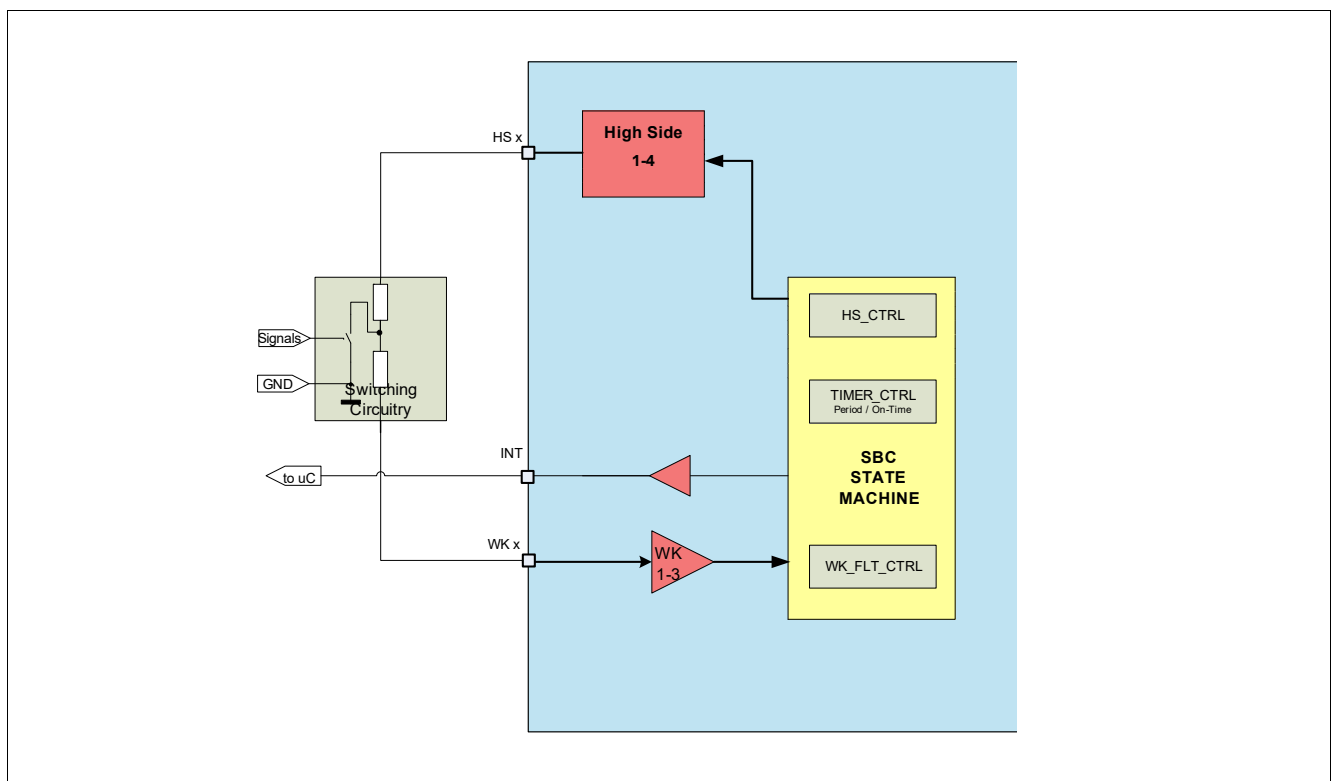 High Side
1-4
HS x
HS_CTRL
Signals
GND
Switching
Circuitry
TIMER_CTRL
Period / On-Time
INT
to uC
SBC
STATE
MACHINE
WK x
WK
1-3
WK_FLT_CTRL